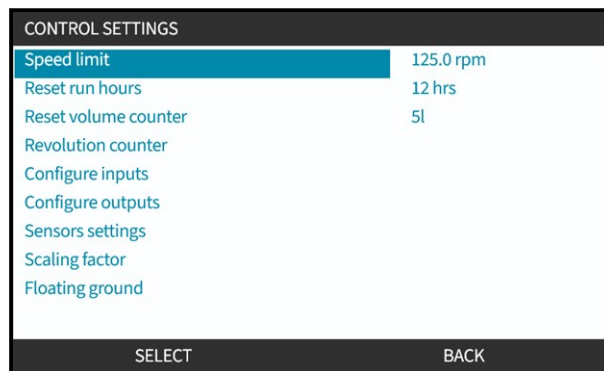 CONTROL SETTINGS
Speed limit 125.0 rpm
Reset run hours 12 hrs
Reset volume counter 5l
Revolution counter
Configure inputs
Configure outputs
Sensors settings
Scaling factor
Floating ground
SELECT BACK